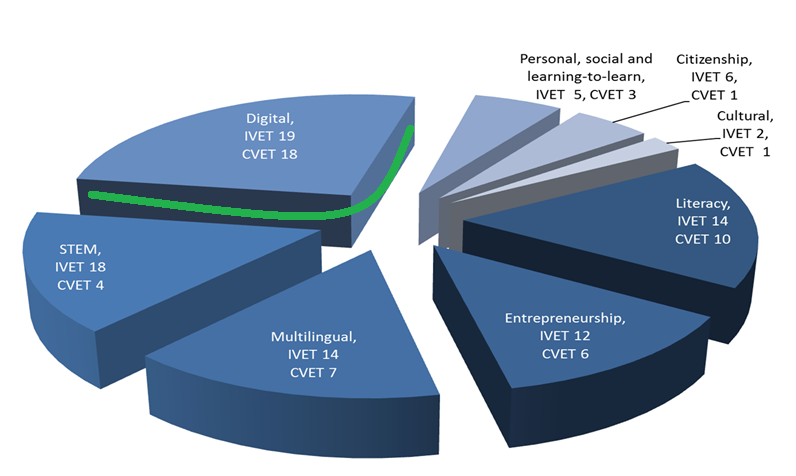 Personal, social and
learning-to-learn,
IVET 5, CVET 3
Citizenship,
IVET 6,
CVET 1
Cultural,
IVET 2,
CVET 1
Digital,
IVET 19
CVET 18
Literacy,
IVET 14
CVET 10
STEM,
IVET 18
CVET 4
Entrepreneurship,
IVET 12
CVET 6
Multilingual,
IVET 14
CVET 7